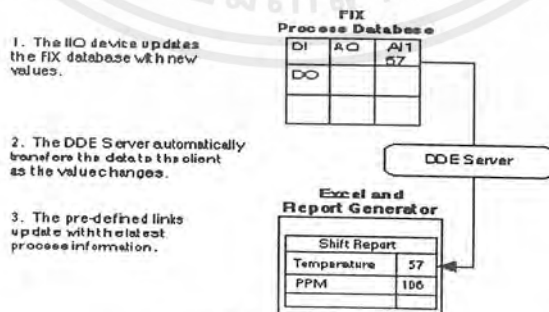 FIX
Process Database
1. The I/O device updates
the FIX database with new
values.
DI AO AI1
57
DO
2. The DDE Server automatically
transfers the data to the client
as the value changes.
DDE Server
3. The pre-defined links
update with the latest
process information.
Excel and
Report Generator
Shift Report
Temperature 57
PPM 106